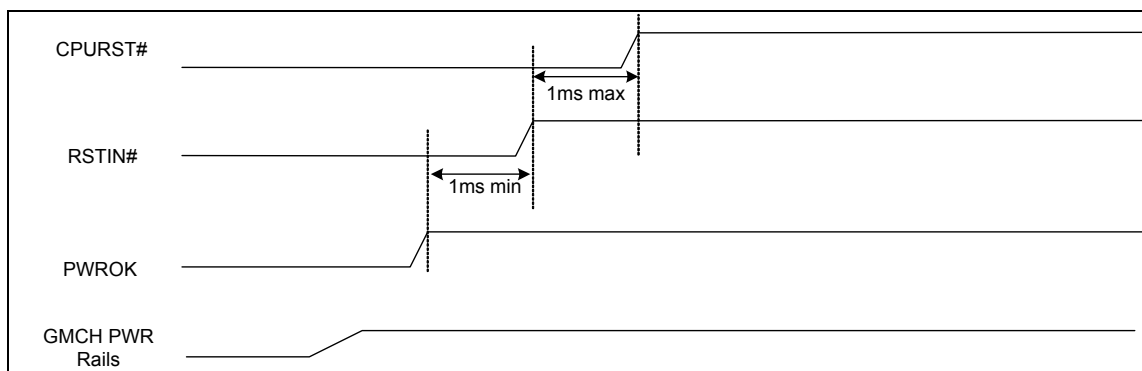 CPURST#
1ms max
RSTIN#
1ms min
PWROK
GMCH PWR
Rails